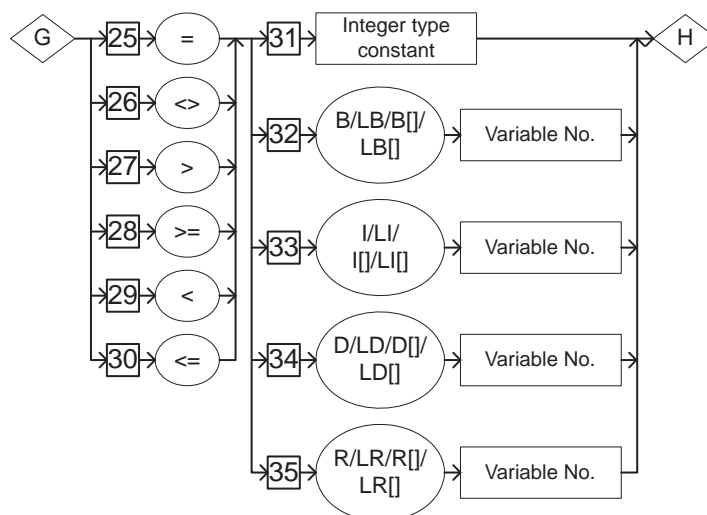 G 25 = 31 Integer type constant H
26 <>
32 B/LB/B[]/
LB[] Variable No.
27 >
28 >=
33 I/LI/
I[]/LI[] Variable No.
29 <
30 <=
34 D/LD/D[]/
LD[] Variable No.
35 R/LR/R[]/
LR[] Variable No.